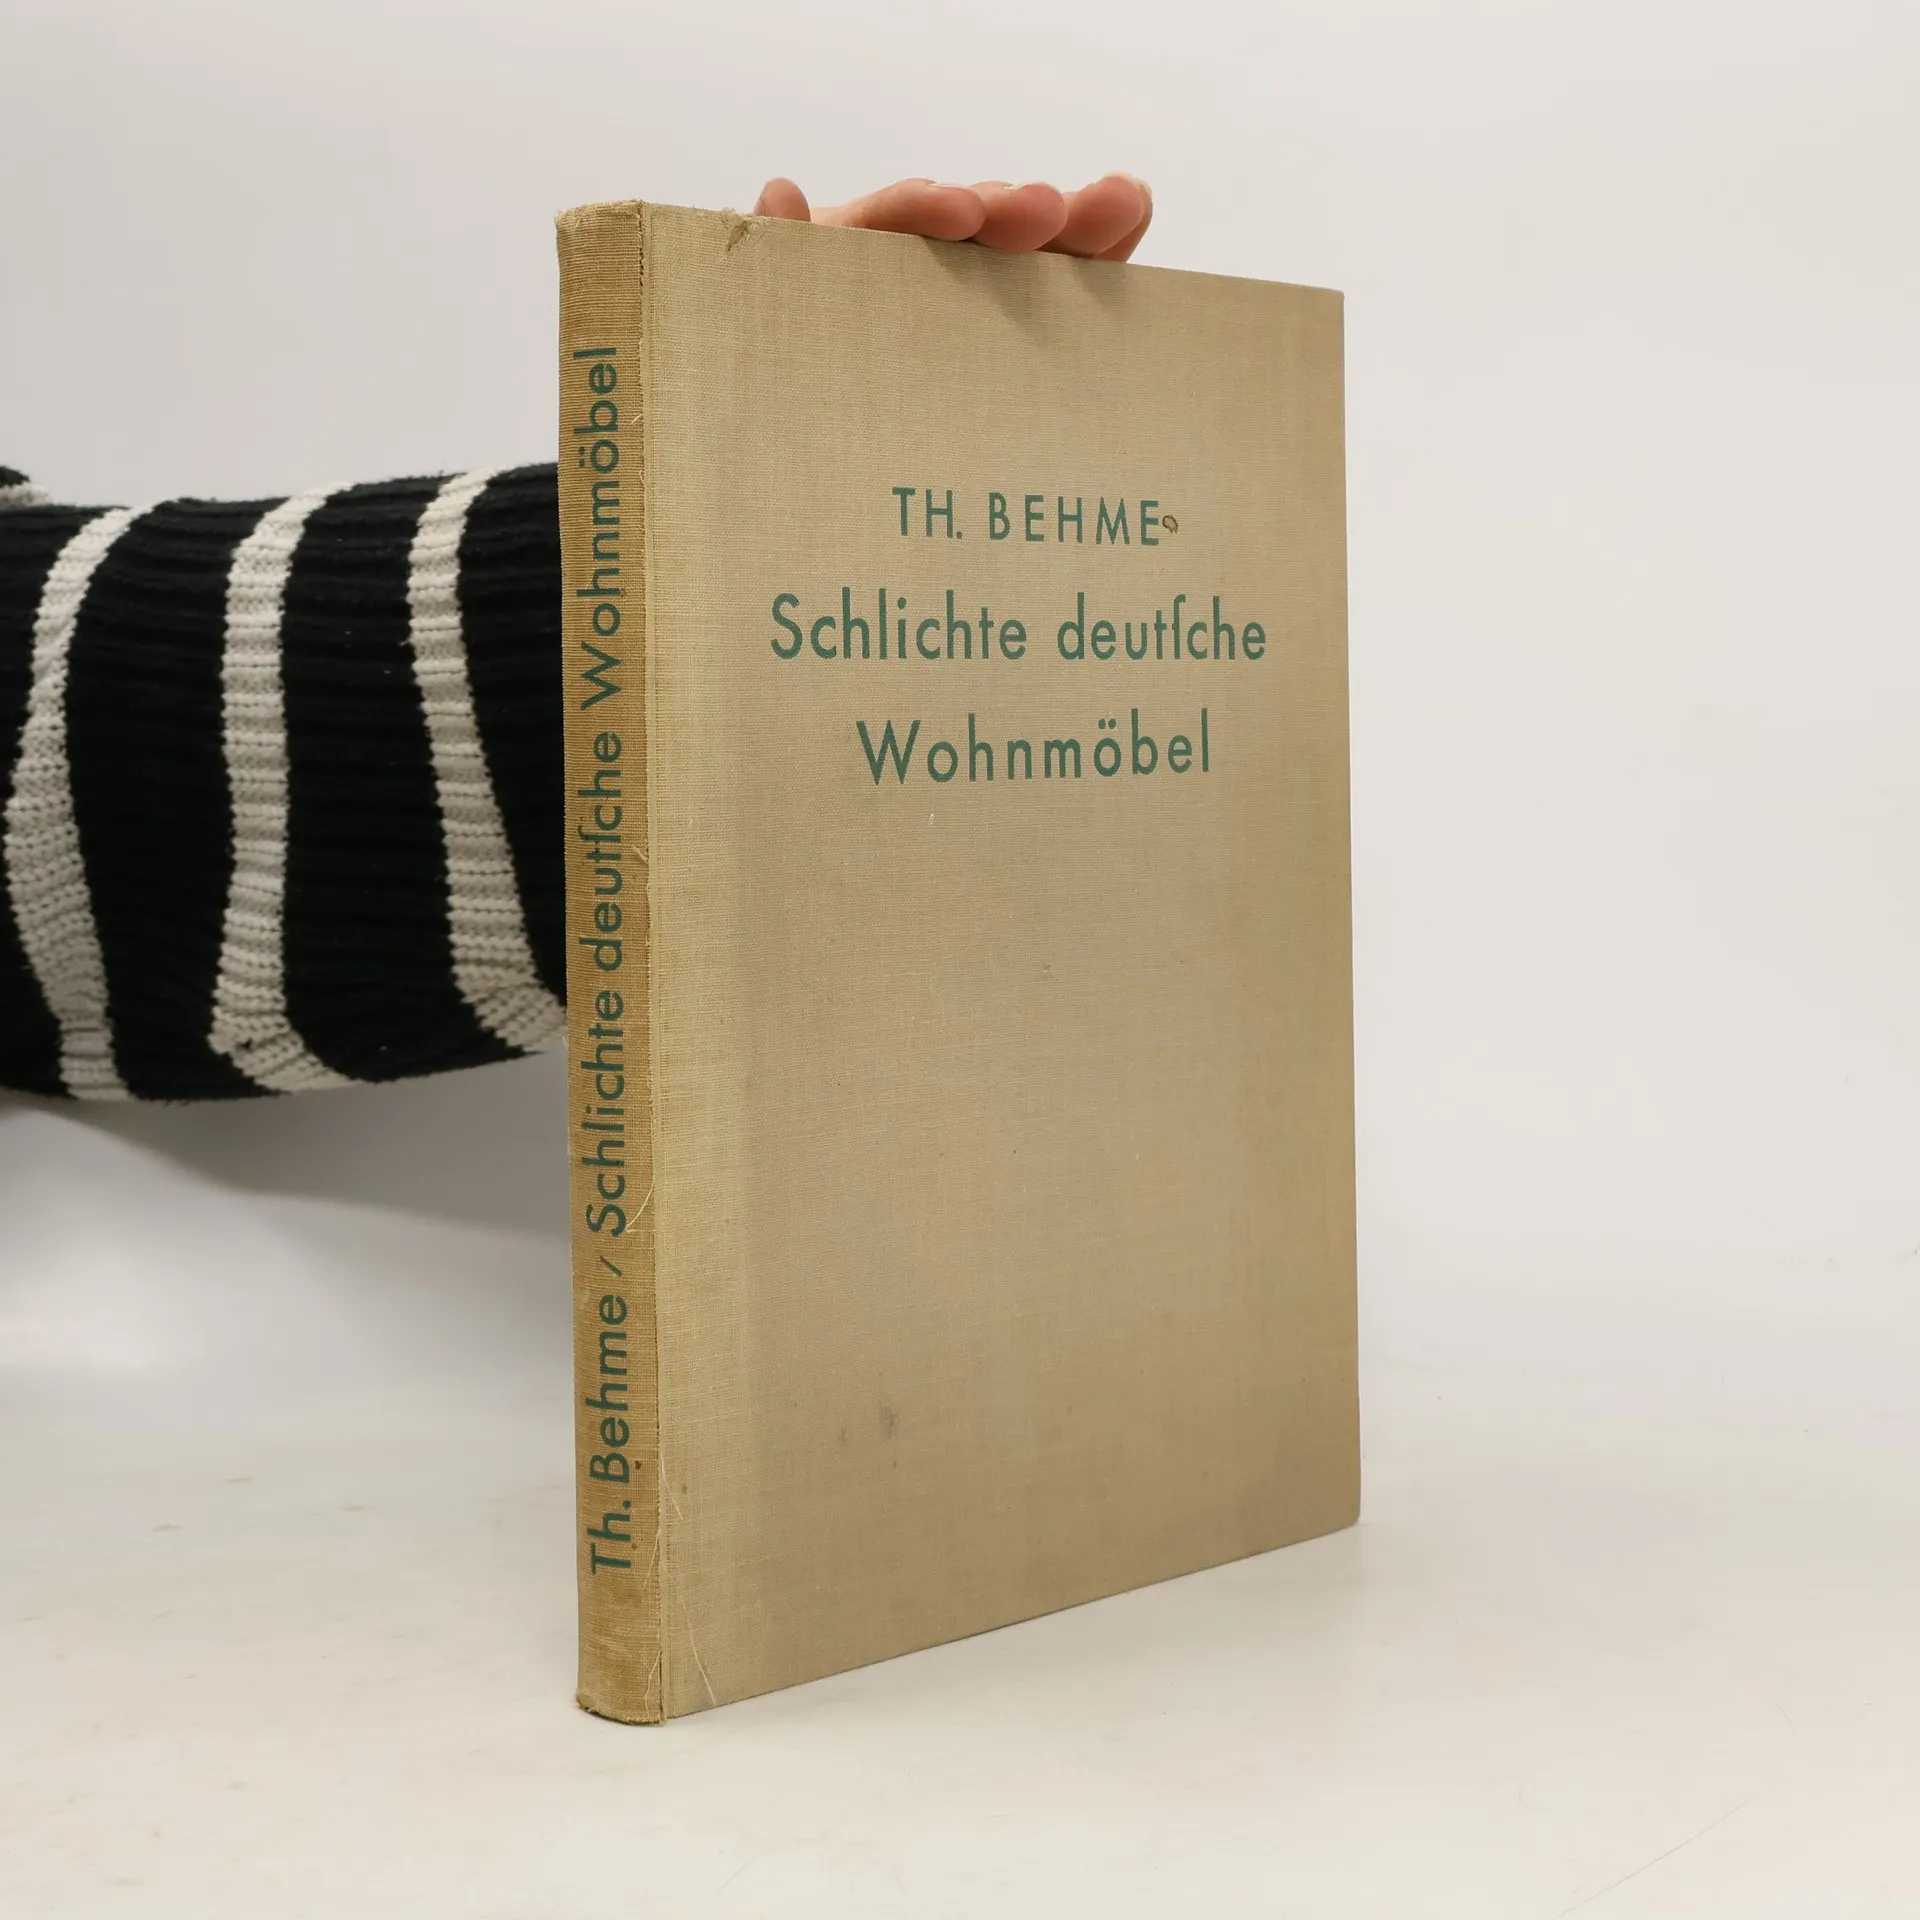 TH. BEHME
Schlichte deutſche
Wohnmöbel
Th. Behme / Schlichte deutſche Wohnmöbel